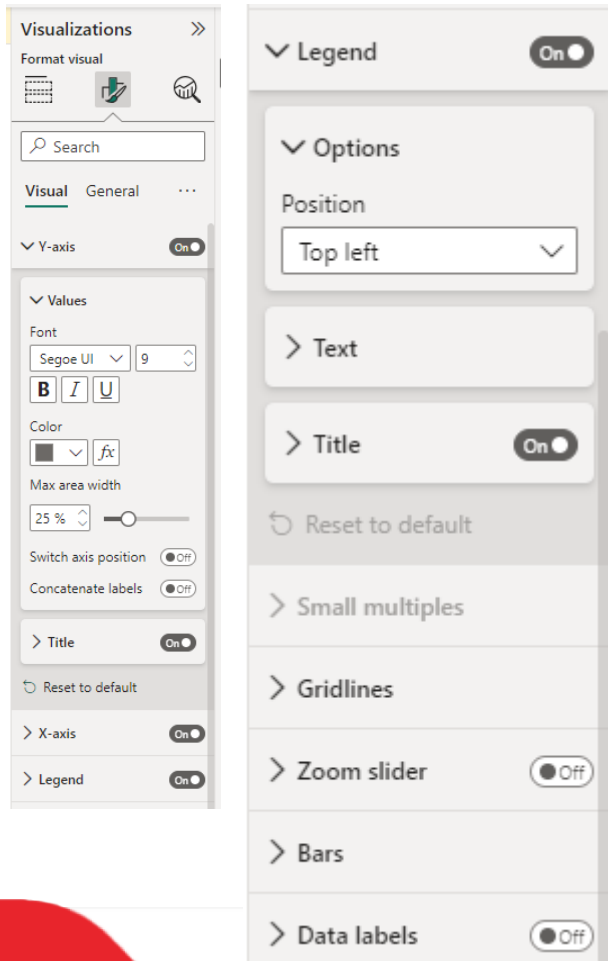 Visualizations
Format visual
Search
Visual General ...
Y-axis On
Values
Font
Segoe UI 9
B I U
Color
fx
Max area width
25 %
Switch axis position Off
Concatenate labels Off
Title On
Reset to default
X-axis On
Legend On
Legend On
Options
Position
Top left
Text
Title On
Reset to default
Small multiples
Gridlines
Zoom slider Off
Bars
Data labels Off